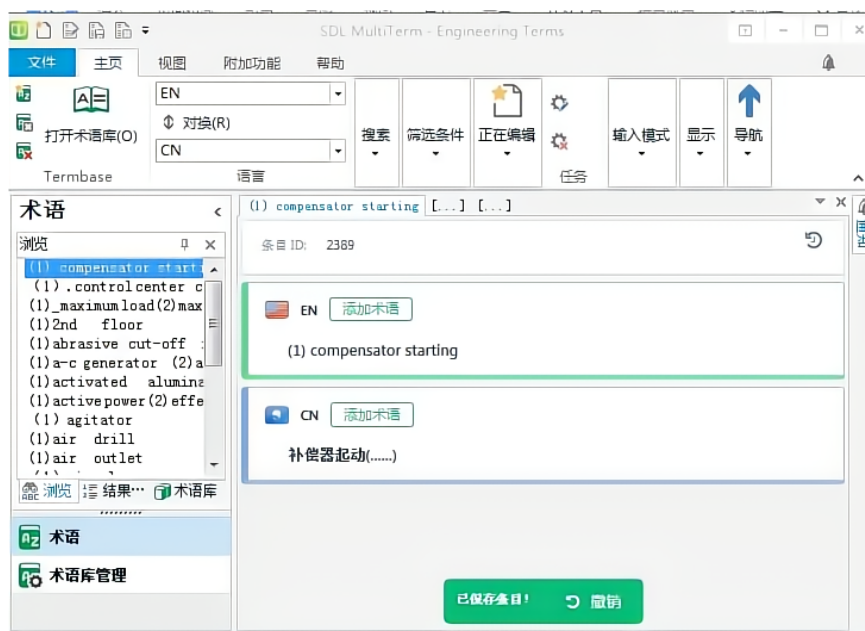 SDL MultiTerm - Engineering Terms
文件 主页 视图 附加功能 帮助
打开术语库(O)
Termbase
EN
对换(R)
CN
语言
搜索
筛选条件
正在编辑
任务
输入模式
显示
导航
术语
浏览
(1) compensator starti
(1).controlcenter c
(1)_maximumload(2)max
(1)2nd floor
(1)abrasive cut-off
(1)a-c generator (2)a
(1)activated alumina
(1)activepower(2)effe
(1) agitator
(1)air drill
(1)air outlet
浏览 结果… 术语库
术语
术语库管理
(1) compensator starting [...] [...]
条目 ID: 2389
EN 添加术语
(1) compensator starting
CN 添加术语
补偿器起动(......)
已保存条目! 撤销